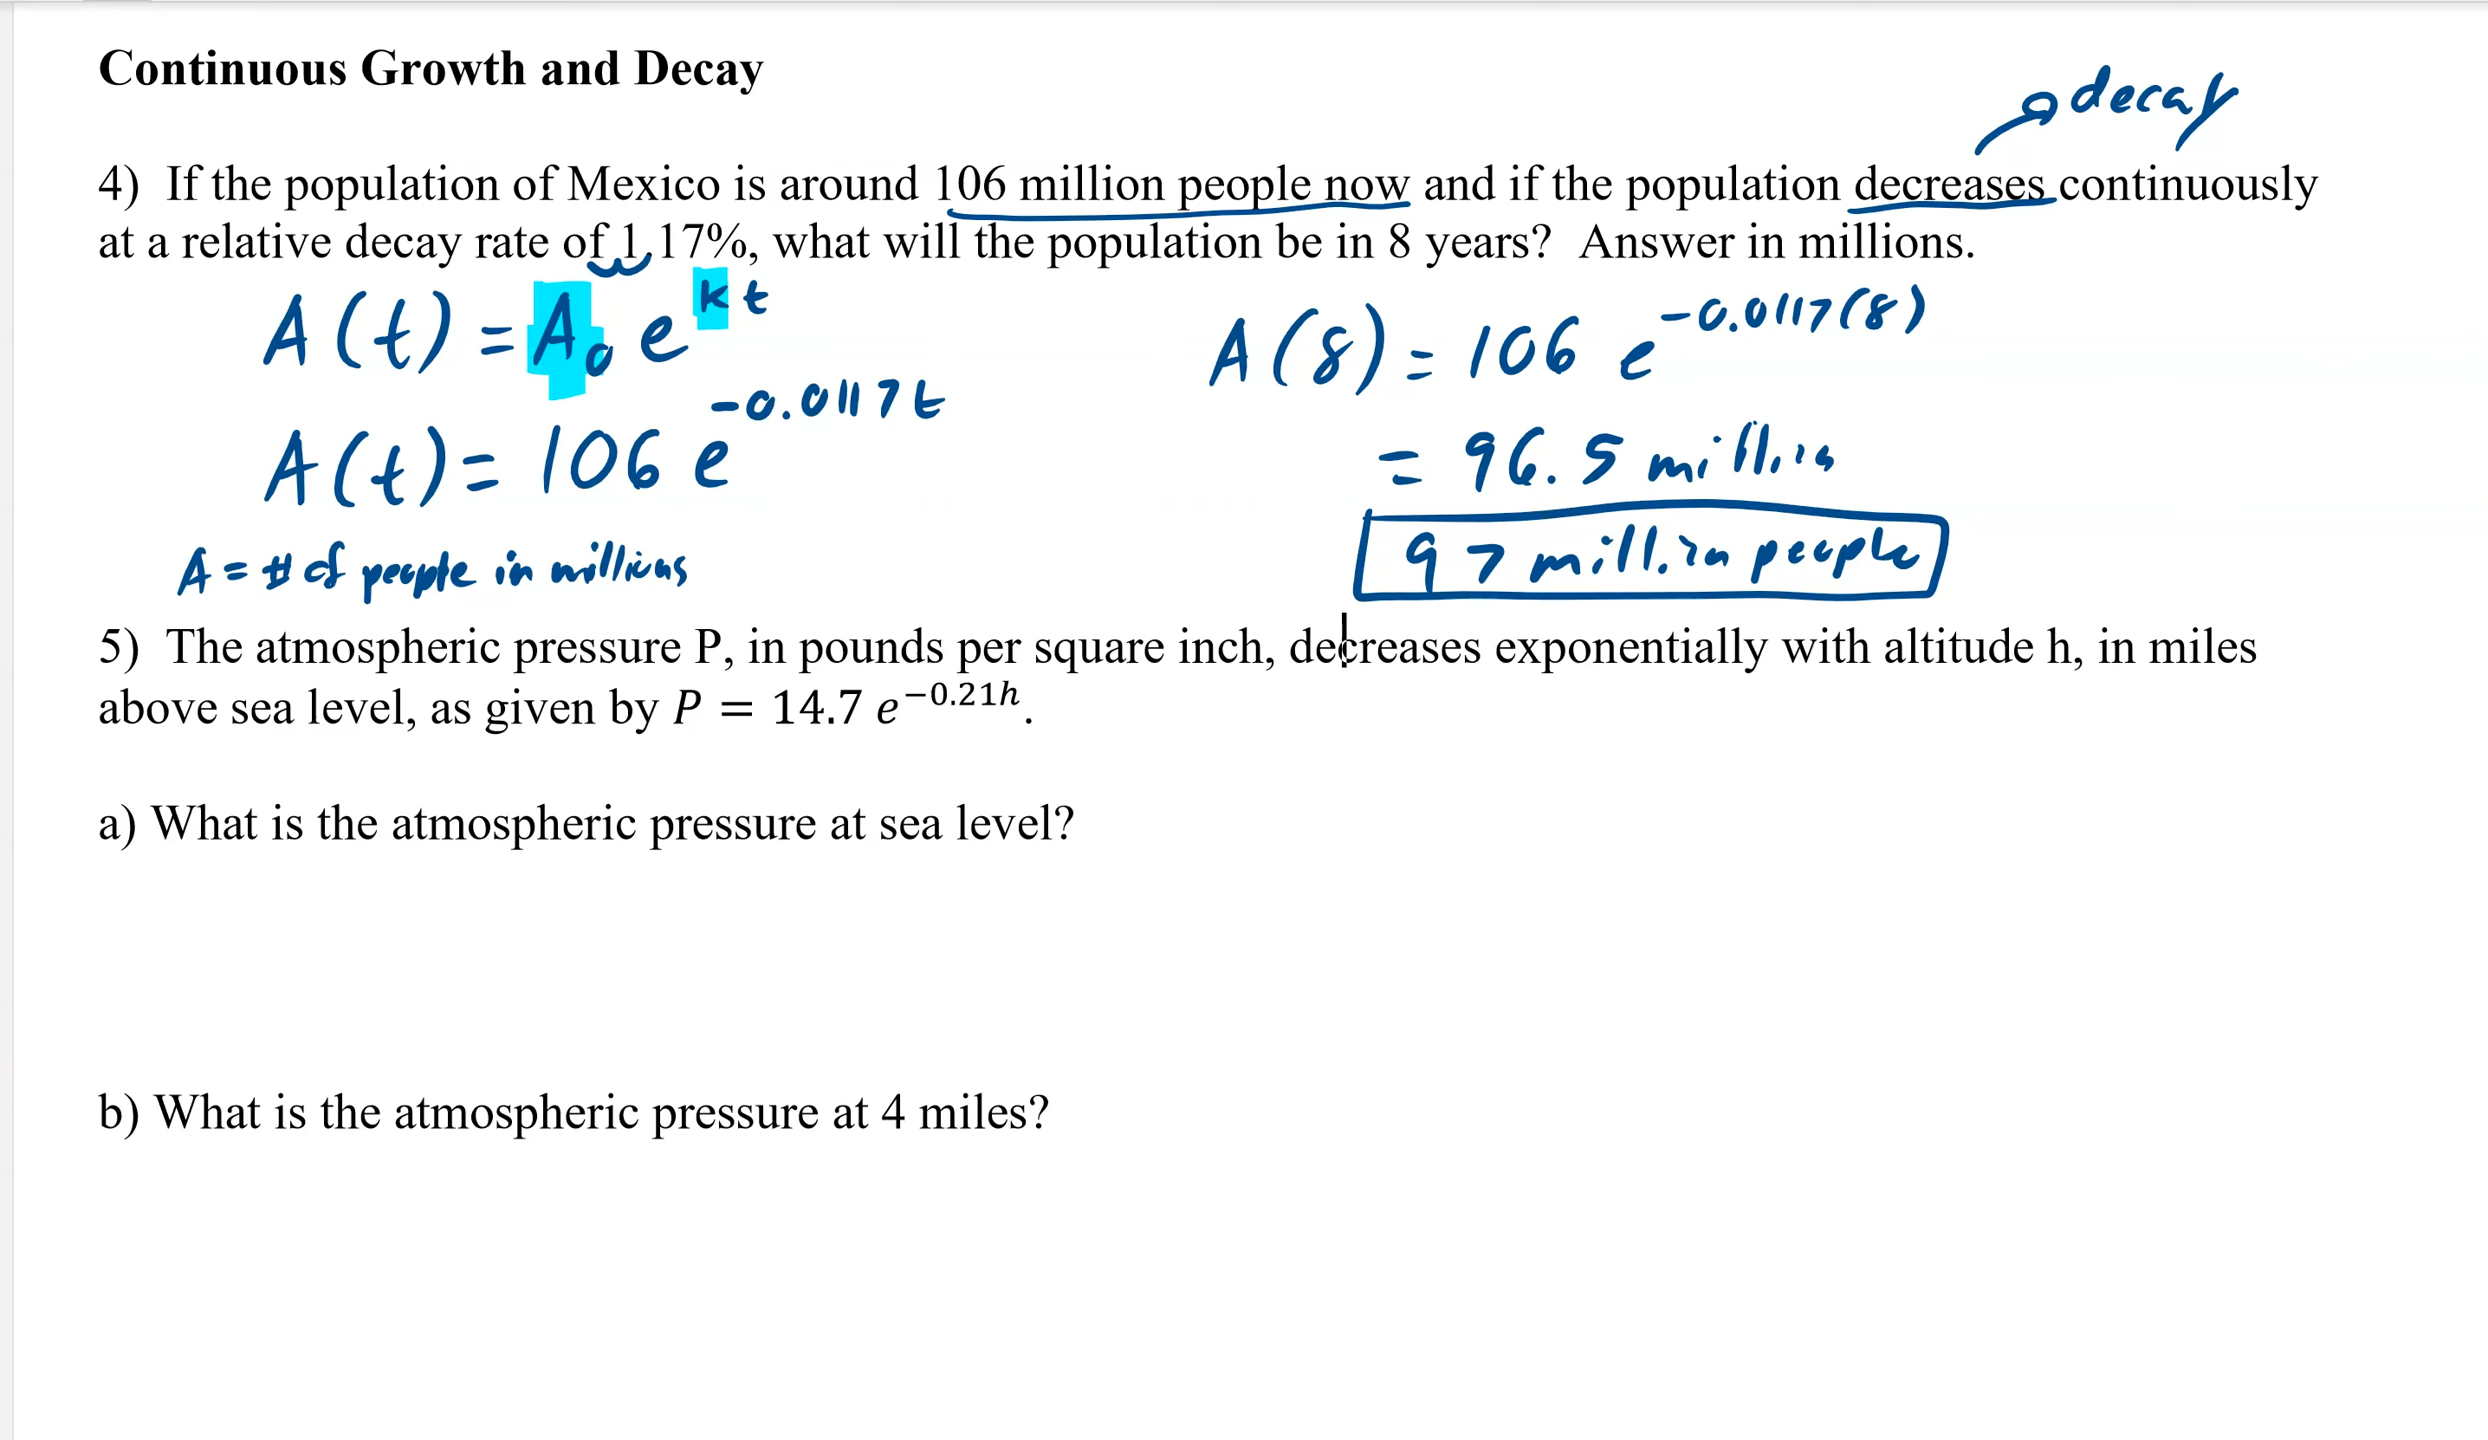 Continuous Growth and Decay
decay
4) If the population of Mexico is around 106 million people now and if the population decreases continuously
at a relative decay rate of 1.17%, what will the population be in 8 years? Answer in millions.
A(t) = A₀ e^kt
A(t) = 106 e^-0.0117t
A = # of people in millions
A(8) = 106 e^-0.0117(8)
= 96.5 million
97 million people
5) The atmospheric pressure P, in pounds per square inch, decreases exponentially with altitude h, in miles
above sea level, as given by P = 14.7 e^−0.21h.
a) What is the atmospheric pressure at sea level?
b) What is the atmospheric pressure at 4 miles?